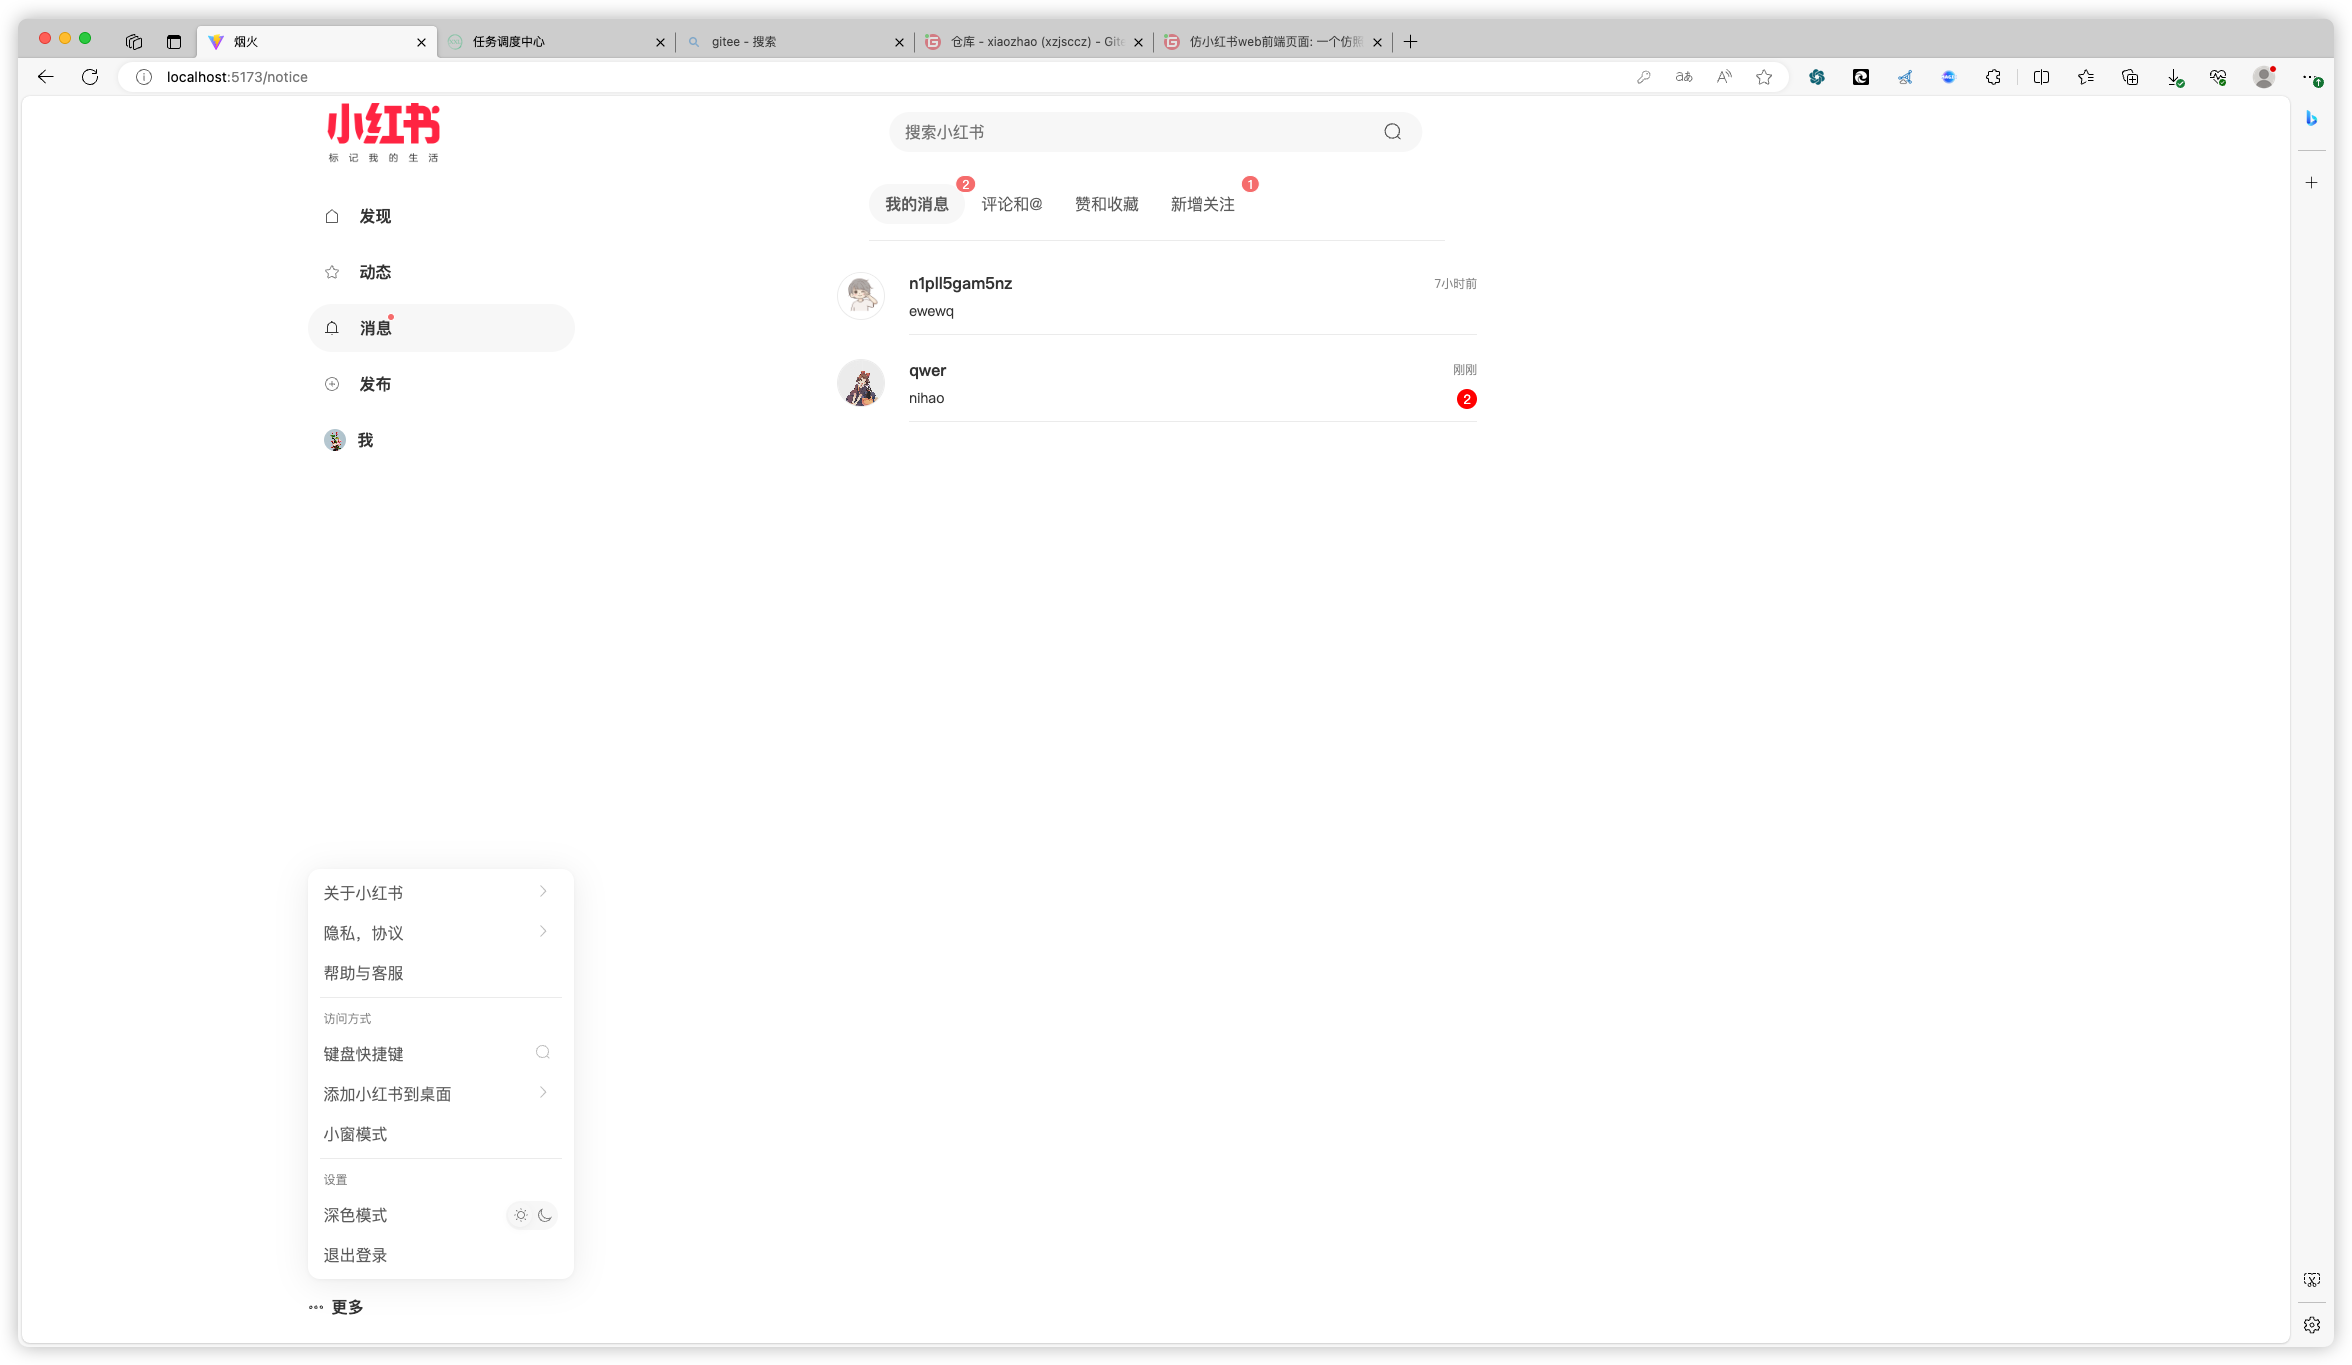 烟火
任务调度中心
gitee - 搜索
仓库 - xiaozhao (xzjsccz) - Gite
仿小红书web前端页面: 一个仿照
localhost:5173/notice
小红书
标记我的生活
搜索小红书
发现
动态
消息
发布
我
我的消息 2
评论和@
赞和收藏
新增关注 1
n1pll5gam5nz
7小时前
ewewq
qwer
刚刚
nihao
2
关于小红书
隐私，协议
帮助与客服
访问方式
键盘快捷键
添加小红书到桌面
小窗模式
设置
深色模式
退出登录
更多